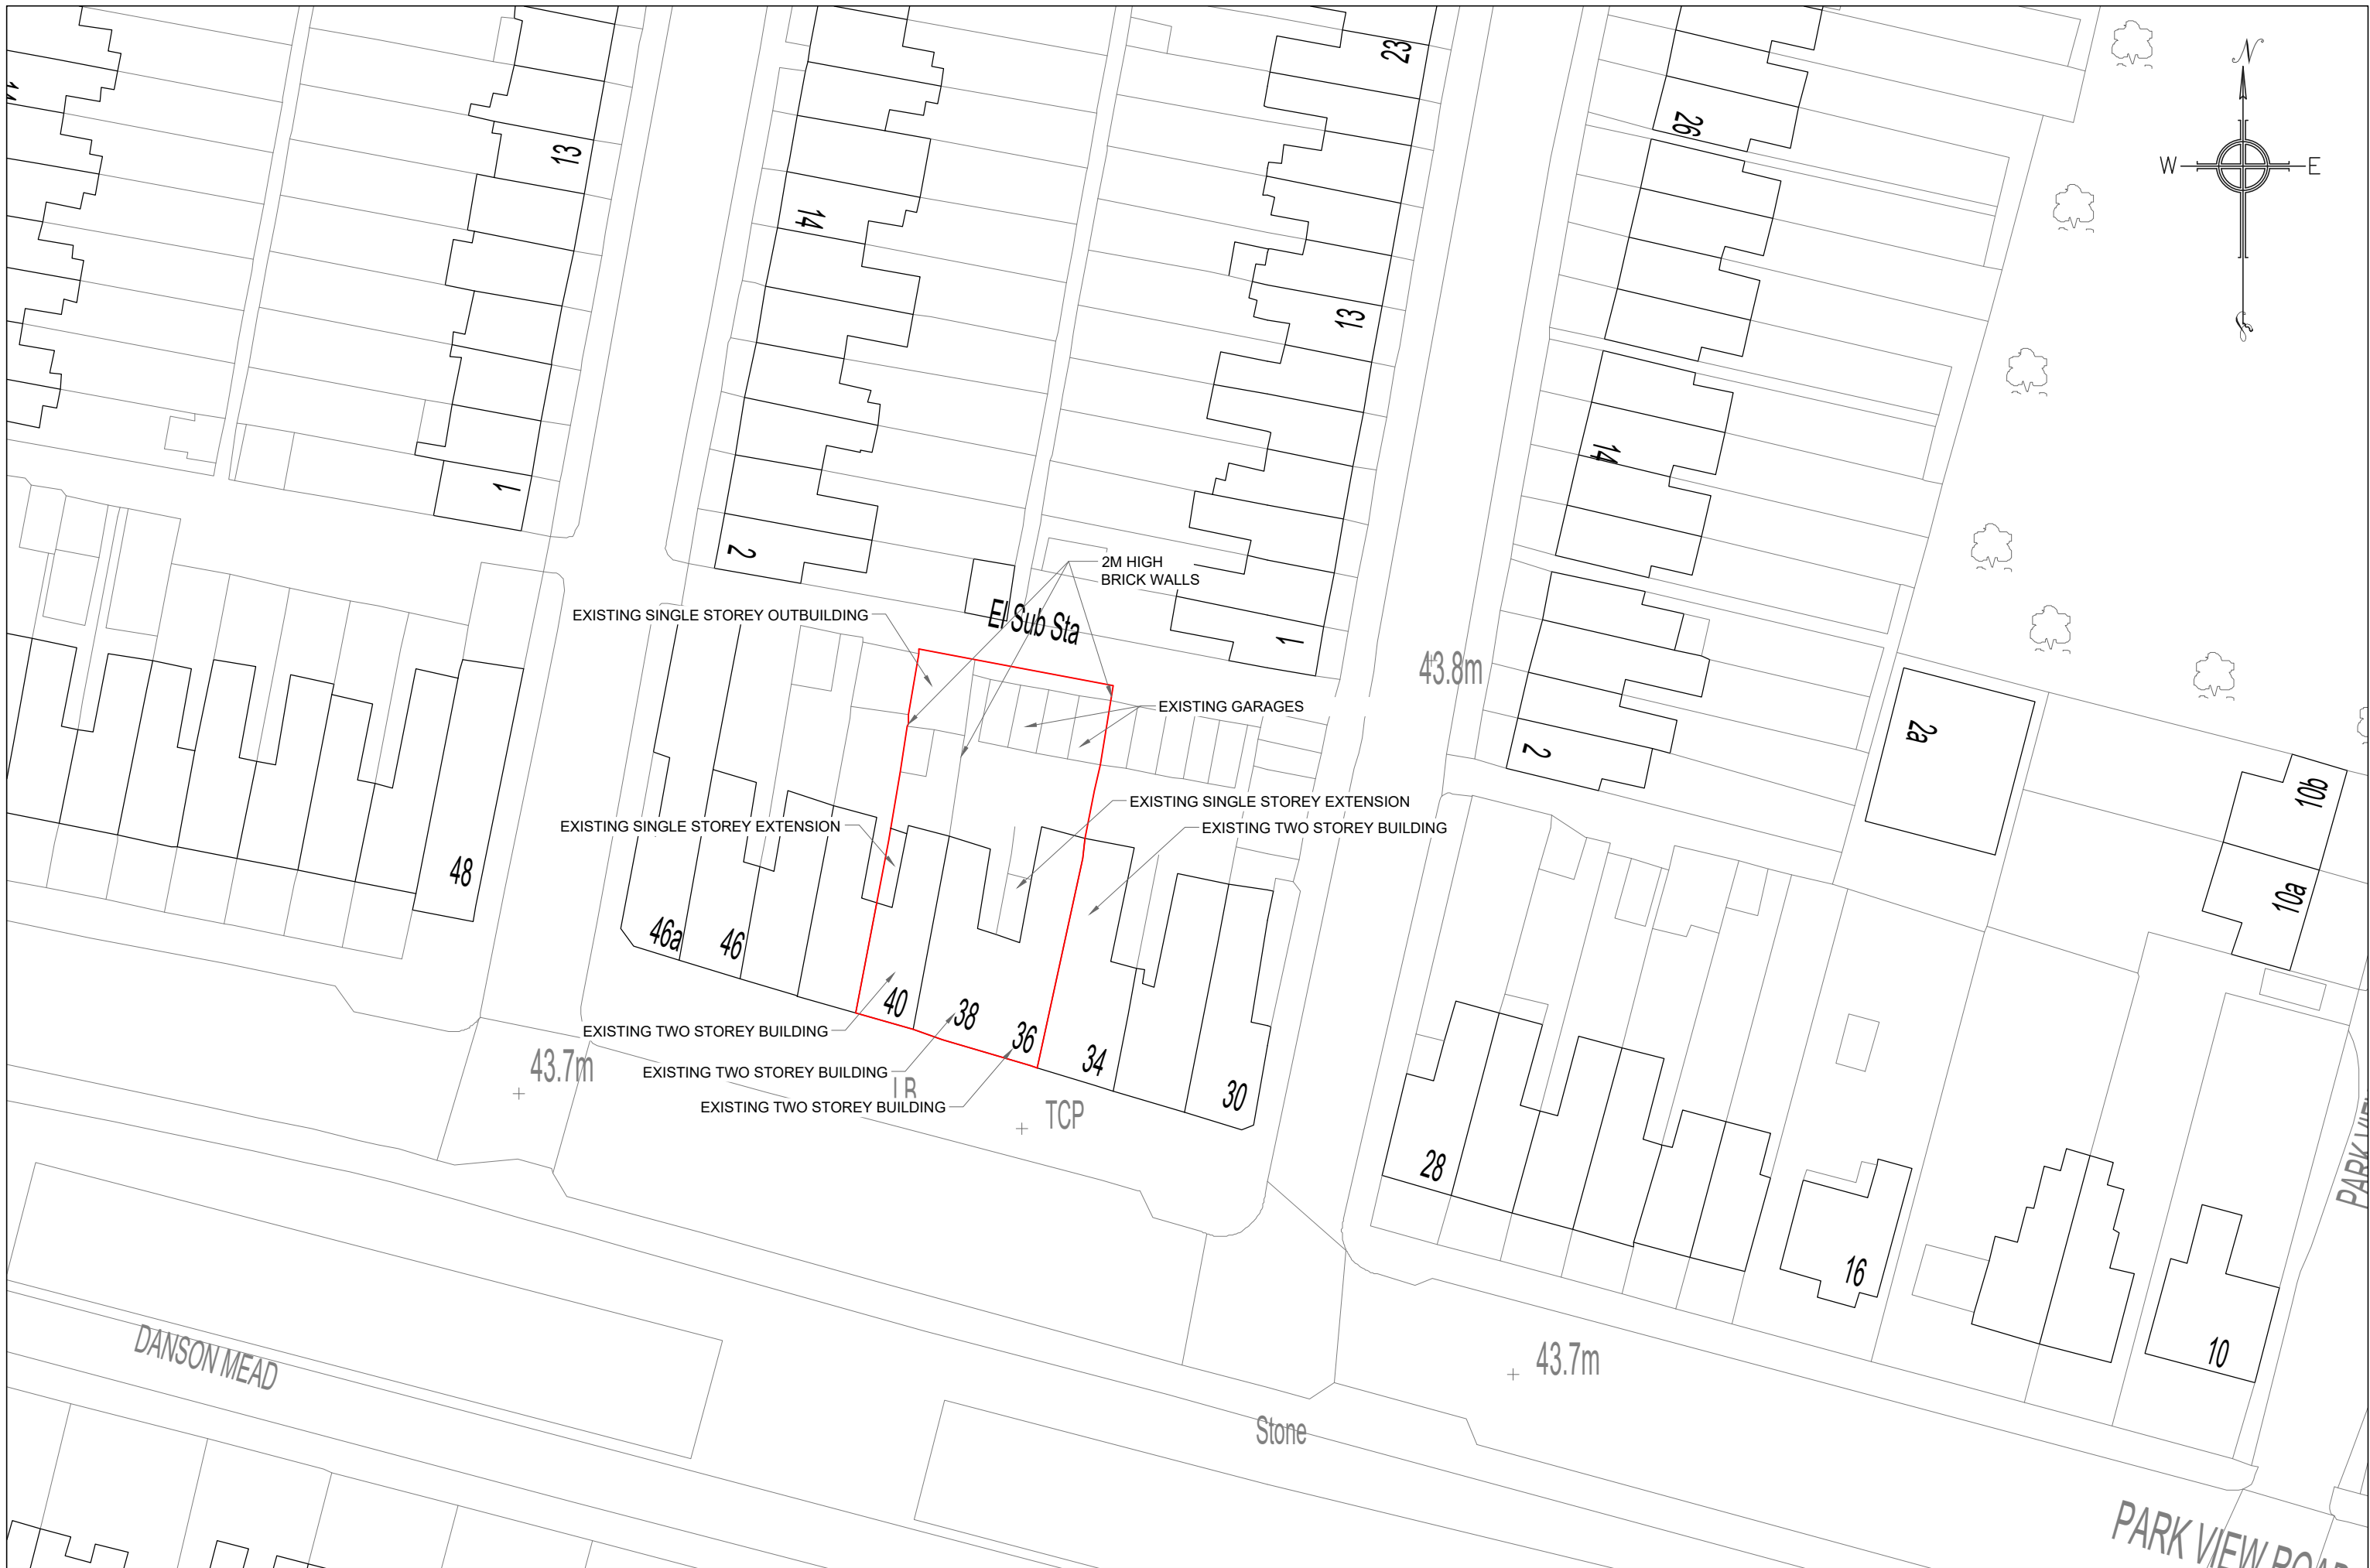 23
N
26
14
13
W
E
14
13
14
1
2
2M HIGH
BRICK WALLS
El Sub Sta
EXISTING SINGLE STOREY OUTBUILDING
1
43.8m
EXISTING GARAGES
2a
2
10b
EXISTING SINGLE STOREY EXTENSION
EXISTING SINGLE STOREY EXTENSION
EXISTING TWO STOREY BUILDING
48
10a
46a
46
40
38
36
EXISTING TWO STOREY BUILDING
34
43.7m
EXISTING TWO STOREY BUILDING
LB
EXISTING TWO STOREY BUILDING
TCP
30
28
PARK VIEW
16
10
DANSON MEAD
43.7m
Stone
PARK VIEW ROAD
S